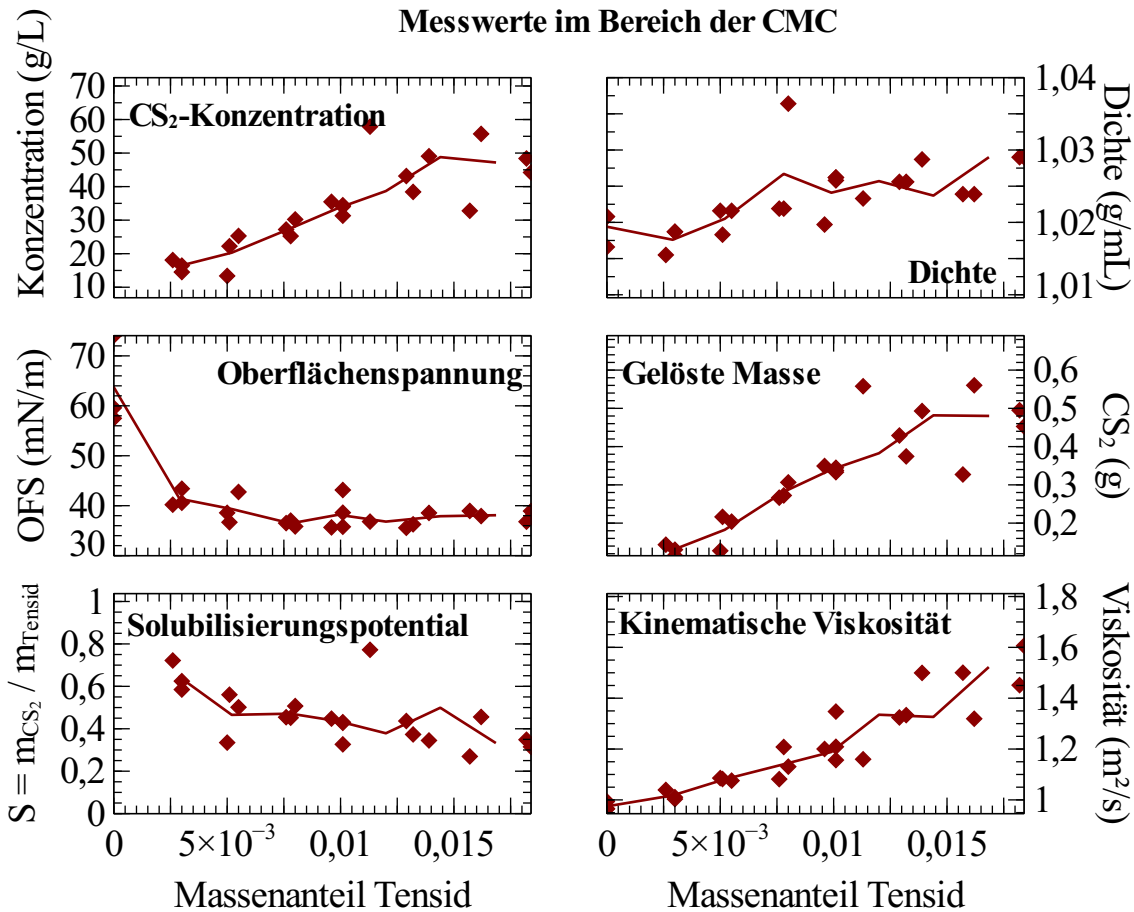 Messwerte im Bereich der CMC
Konzentration (g/L)
70
60
50
40
30
20
10
CS₂-Konzentration
1,04
1,03
1,02
1,01
Dichte (g/mL)
Dichte
OFS (mN/m)
70
60
50
40
30
Oberflächenspannung
Gelöste Masse
0,6
0,5
0,4
0,3
0,2
CS₂ (g)
S = m_CS₂ / m_Tensid
1
0,8
0,6
0,4
0,2
0
Solubilisierungspotential
Kinematische Viskosität
1,8
1,6
1,4
1,2
1
Viskosität (m²/s)
0 5×10⁻³ 0,01 0,015
0 5×10⁻³ 0,01 0,015
Massenanteil Tensid
Massenanteil Tensid